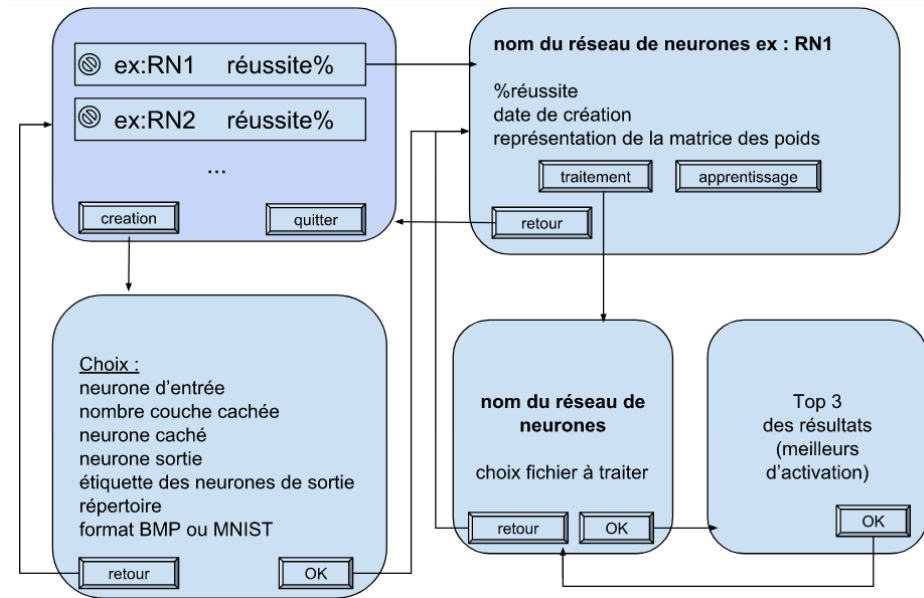 ex:RN1 réussite%
ex:RN2 réussite%
...
creation
quitter
nom du réseau de neurones ex : RN1
%réussite
date de création
représentation de la matrice des poids
traitement
apprentissage
retour
Choix :
neurone d'entrée
nombre couche cachée
neurone caché
neurone sortie
étiquette des neurones de sortie
répertoire
format BMP ou MNIST
retour
OK
nom du réseau de
neurones
choix fichier à traiter
retour
OK
Top 3
des résultats
(meilleurs
d'activation)
OK